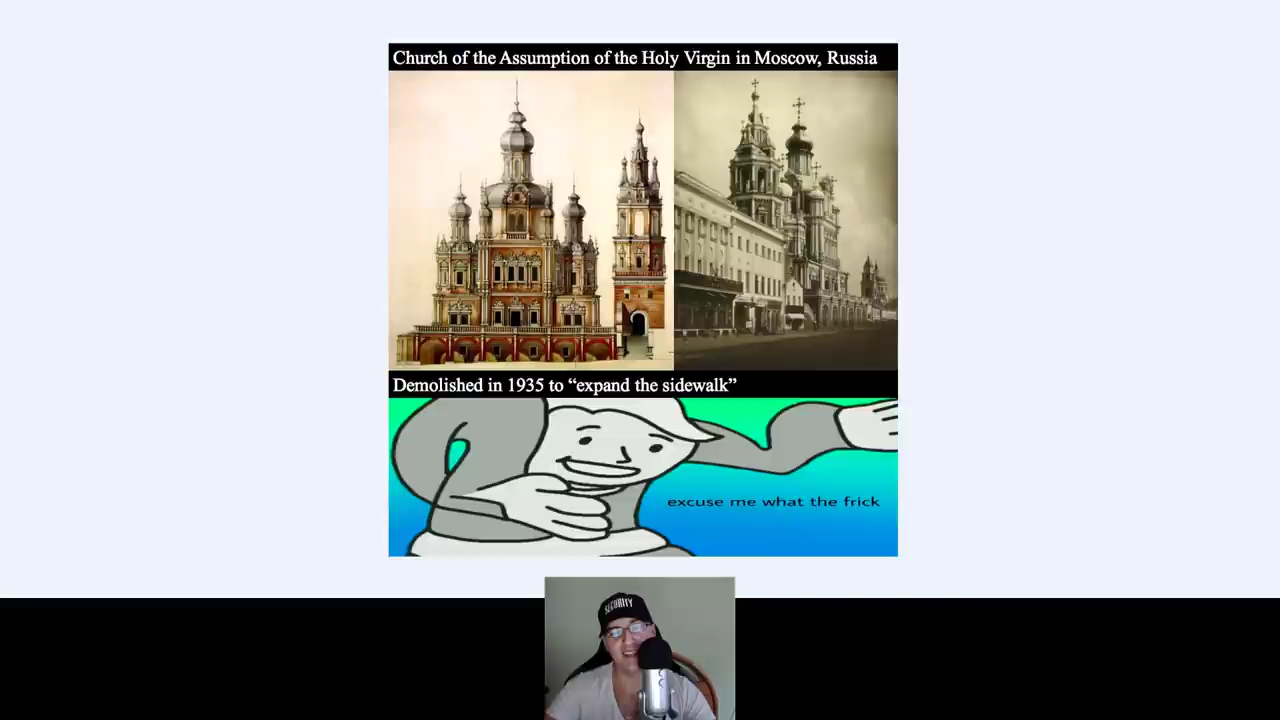 Church of the Assumption of the Holy Virgin in Moscow, Russia
Demolished in 1935 to “expand the sidewalk”
excuse me what the frick
SECURITY